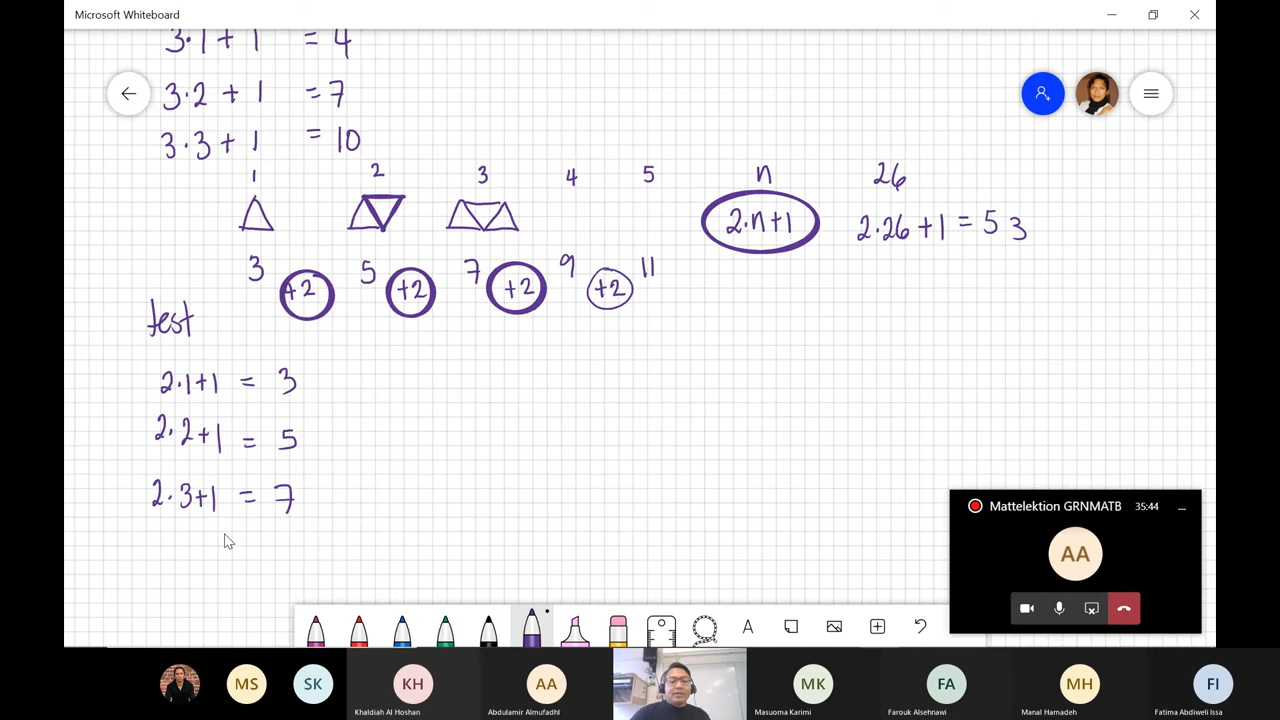 Microsoft Whiteboard
3·1 + 1 = 4
3·2 + 1 = 7
3·3 + 1 = 10
1 2 3 4 5 n 26
2·n+1 2·26+1 = 53
3 +2 5 +2 7 +2 9 +2 11
test
2·1+1 = 3
2·2+1 = 5
2·3+1 = 7
Mattelektion GRNMATB 35:44
AA
A
MS SK KH AA MK FA MH FI
Khaldiah Al Hoshan Abdulamir Almufadhl Masuoma Karimi Farouk Alsehnawi Manal Hamadeh Fatima Abdiweli Issa